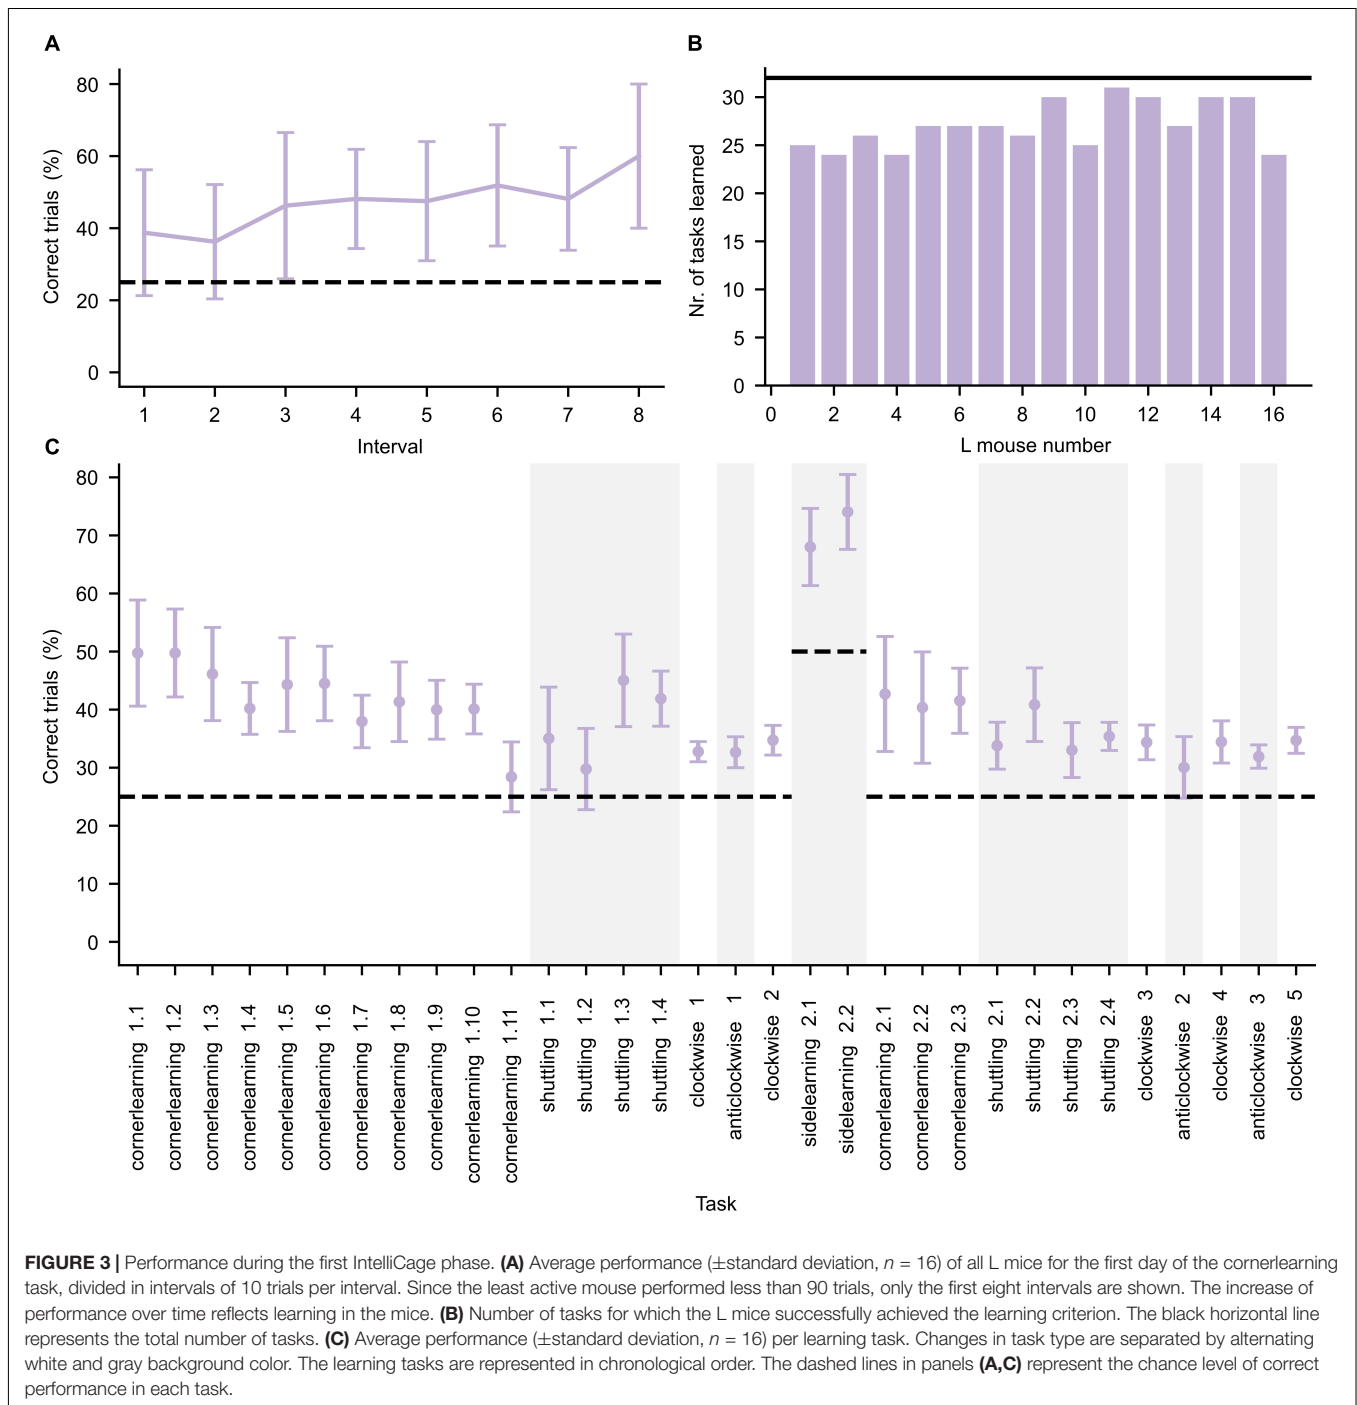 A
80
60
40
20
0
Correct trials (%)
1 2 3 4 5 6 7 8
Interval
B
30
25
20
15
10
5
0
Nr. of tasks learned
0 2 4 6 8 10 12 14 16
L mouse number
C
80
70
60
50
40
30
20
10
0
Correct trials (%)
cornerlearning 1.1
cornerlearning 1.2
cornerlearning 1.3
cornerlearning 1.4
cornerlearning 1.5
cornerlearning 1.6
cornerlearning 1.7
cornerlearning 1.8
cornerlearning 1.9
cornerlearning 1.10
cornerlearning 1.11
shuttling 1.1
shuttling 1.2
shuttling 1.3
shuttling 1.4
clockwise 1
anticlockwise 1
clockwise 2
sidelearning 2.1
sidelearning 2.2
cornerlearning 2.1
cornerlearning 2.2
cornerlearning 2.3
shuttling 2.1
shuttling 2.2
shuttling 2.3
shuttling 2.4
clockwise 3
anticlockwise 2
clockwise 4
anticlockwise 3
clockwise 5
Task
FIGURE 3 | Performance during the first IntelliCage phase. (A) Average performance (±standard deviation, n = 16) of all L mice for the first day of the cornerlearning
task, divided in intervals of 10 trials per interval. Since the least active mouse performed less than 90 trials, only the first eight intervals are shown. The increase of
performance over time reflects learning in the mice. (B) Number of tasks for which the L mice successfully achieved the learning criterion. The black horizontal line
represents the total number of tasks. (C) Average performance (±standard deviation, n = 16) per learning task. Changes in task type are separated by alternating
white and gray background color. The learning tasks are represented in chronological order. The dashed lines in panels (A,C) represent the chance level of correct
performance in each task.